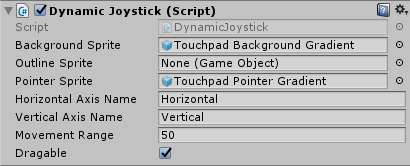 Dynamic Joystick (Script)
Script DynamicJoystick
Background Sprite Touchpad Background Gradient
Outline Sprite None (Game Object)
Pointer Sprite Touchpad Pointer Gradient
Horizontal Axis Name Horizontal
Vertical Axis Name Vertical
Movement Range 50
Dragable